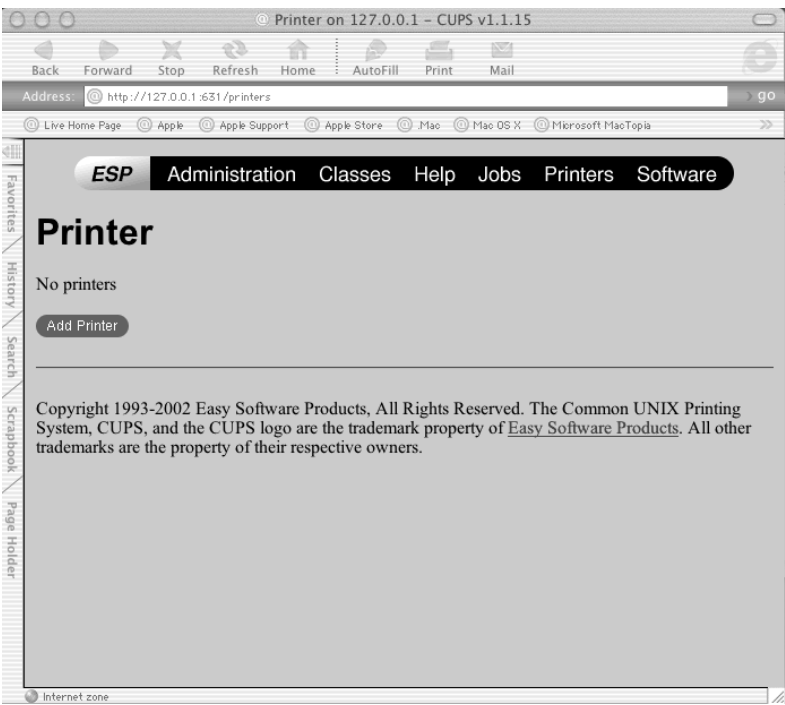 Printer on 127.0.0.1 – CUPS v1.1.15
Back Forward Stop Refresh Home AutoFill Print Mail
Address: http://127.0.0.1:631/printers go
Live Home Page Apple Apple Support Apple Store .Mac Mac OS X Microsoft MacTopia
ESP Administration Classes Help Jobs Printers Software
Favorites
History
Search
Scrapbook
Page Holder
Printer
No printers
Add Printer
Copyright 1993-2002 Easy Software Products, All Rights Reserved. The Common UNIX Printing
System, CUPS, and the CUPS logo are the trademark property of Easy Software Products. All other
trademarks are the property of their respective owners.
Internet zone